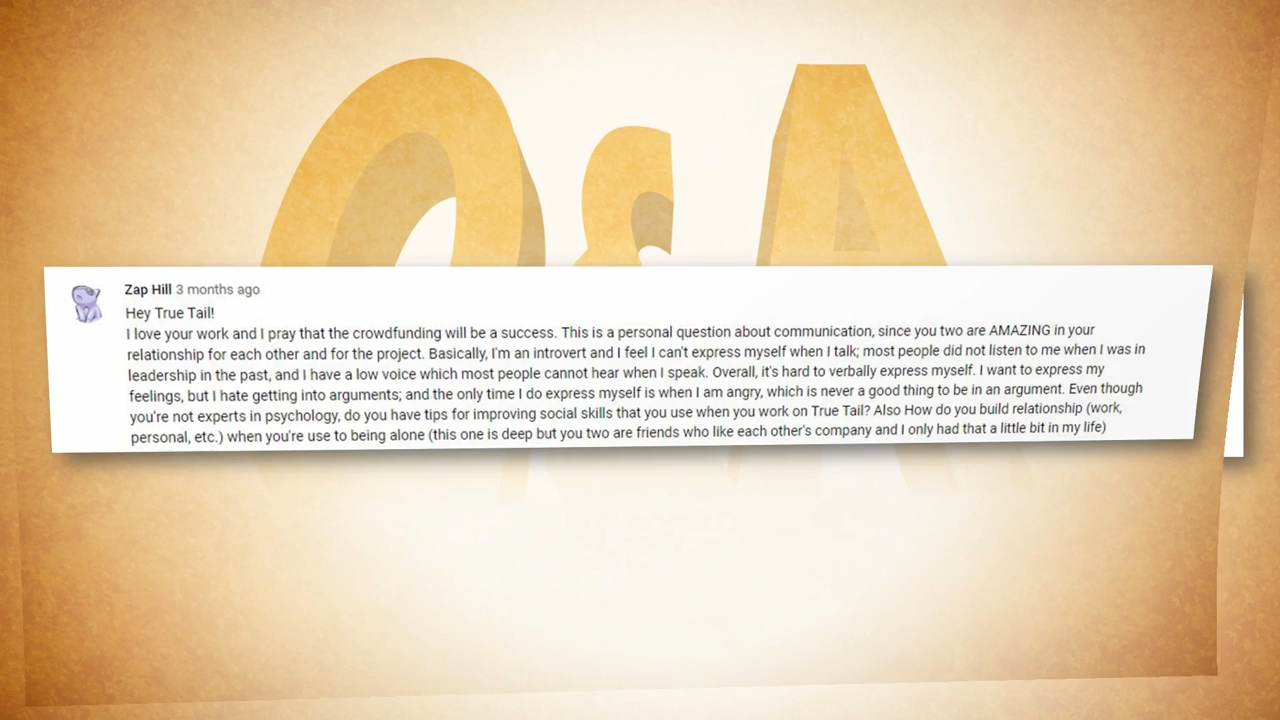 Q&A
Zap Hill 3 months ago
Hey True Tail!
I love your work and I pray that the crowdfunding will be a success. This is a personal question about communication, since you two are AMAZING in your
relationship for each other and for the project. Basically, I'm an introvert and I feel I can't express myself when I talk; most people did not listen to me when I was in
leadership in the past, and I have a low voice which most people cannot hear when I speak. Overall, it's hard to verbally express myself. I want to express my
feelings, but I hate getting into arguments; and the only time I do express myself is when I am angry, which is never a good thing to be in an argument. Even though
you're not experts in psychology, do you have tips for improving social skills that you use when you work on True Tail? Also How do you build relationship (work,
personal, etc.) when you're use to being alone (this one is deep but you two are friends who like each other's company and I only had that a little bit in my life)